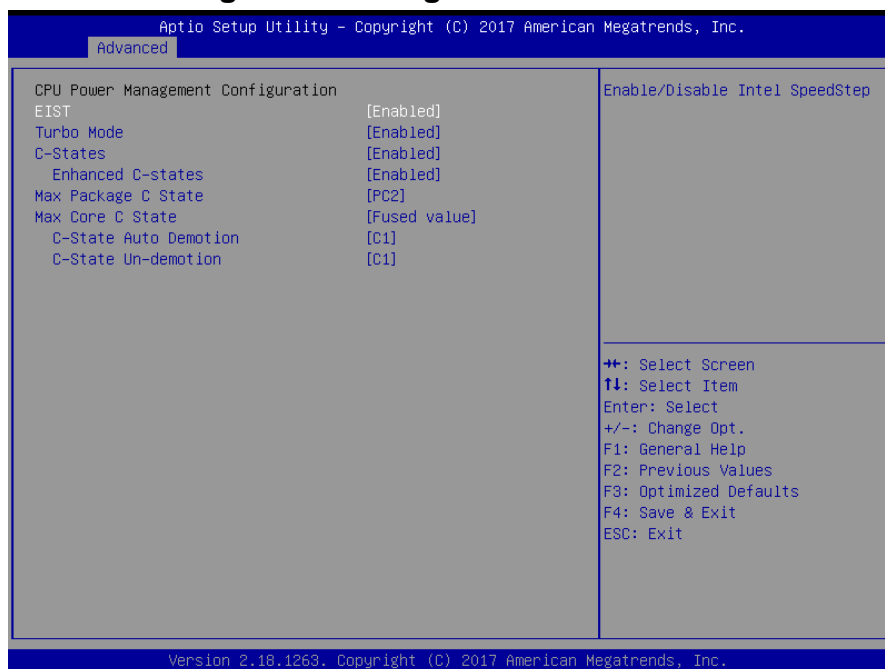 Aptio Setup Utility – Copyright (C) 2017 American Megatrends, Inc.
Advanced
CPU Power Management Configuration
EIST [Enabled]
Turbo Mode [Enabled]
C-States [Enabled]
Enhanced C-states [Enabled]
Max Package C State [PC2]
Max Core C State [Fused value]
C-State Auto Demotion [C1]
C-State Un-demotion [C1]
Enable/Disable Intel SpeedStep
→←: Select Screen
↑↓: Select Item
Enter: Select
+/-: Change Opt.
F1: General Help
F2: Previous Values
F3: Optimized Defaults
F4: Save & Exit
ESC: Exit
Version 2.18.1263. Copyright (C) 2017 American Megatrends, Inc.